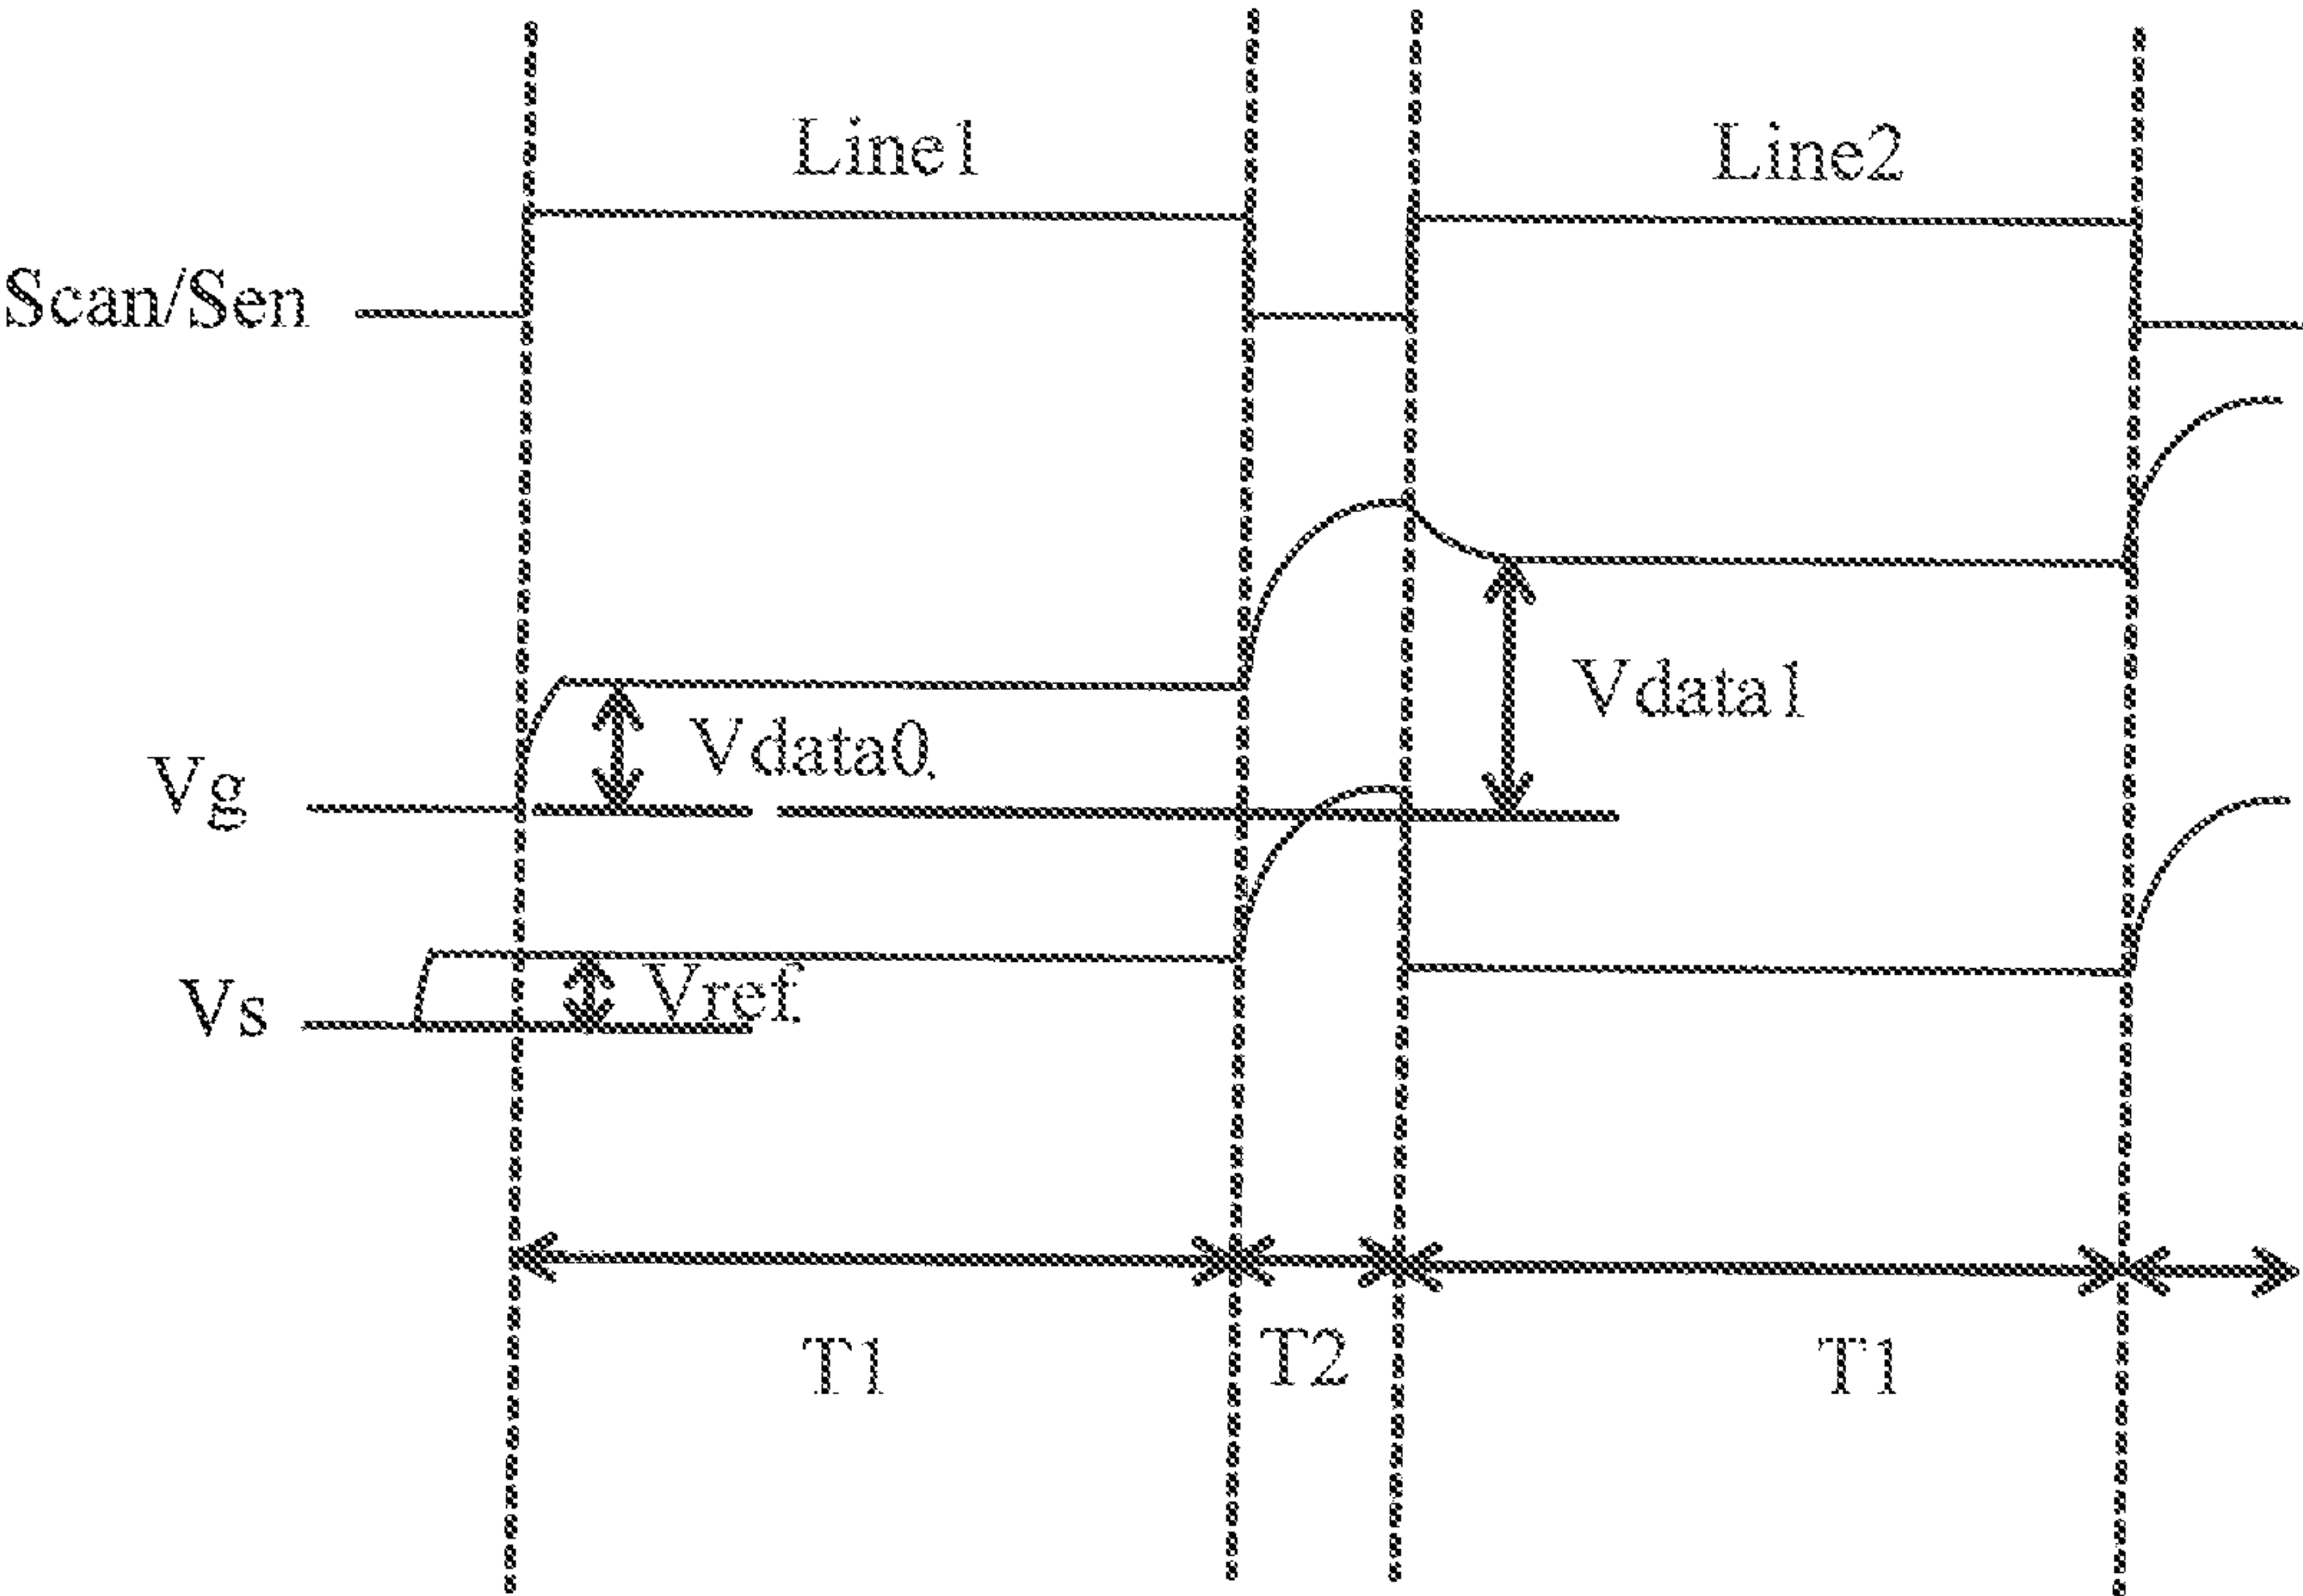 Line1
Line2
Scan/Sen
Vdata1
Vdata0
Vg
Vref
Vs
T1
T2
T1